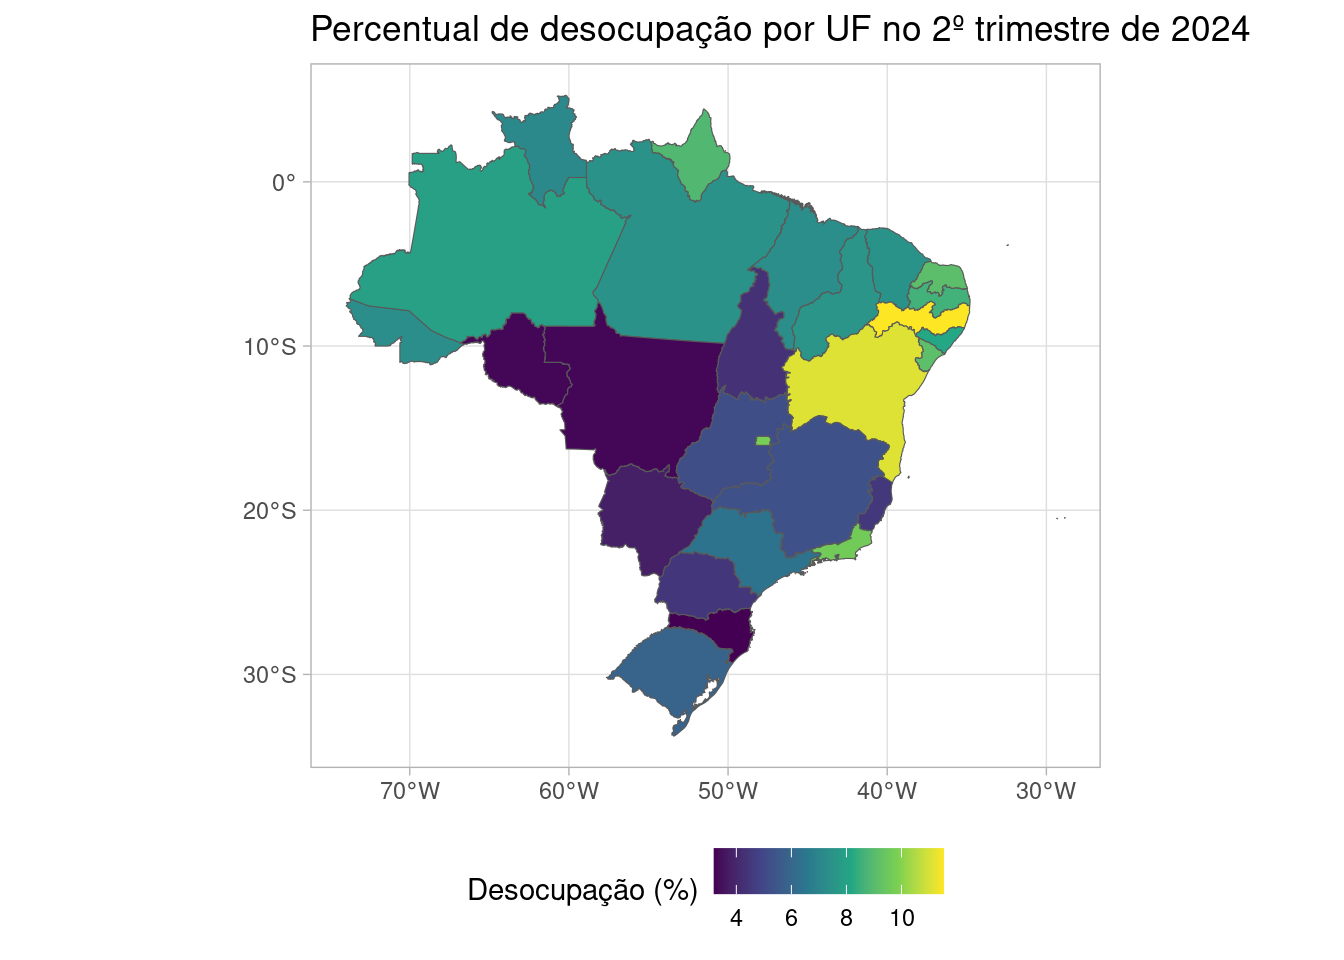 Percentual de desocupação por UF no 2º trimestre de 2024
0°
10°S
20°S
30°S
70°W 60°W 50°W 40°W 30°W
Desocupação (%)
4 6 8 10